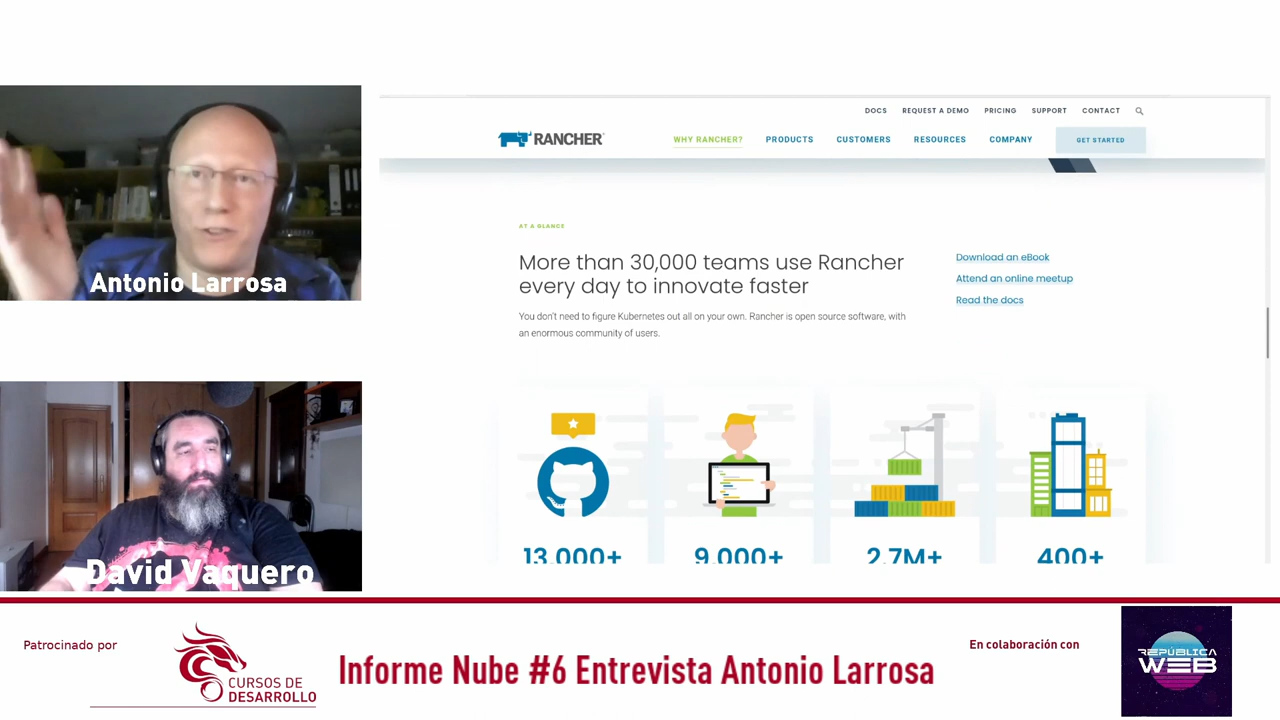 DOCS REQUEST A DEMO PRICING SUPPORT CONTACT
RANCHER
WHY RANCHER? PRODUCTS CUSTOMERS RESOURCES COMPANY GET STARTED
AT A GLANCE
More than 30,000 teams use Rancher
every day to innovate faster
You don't need to figure Kubernetes out all on your own. Rancher is open source software, with
an enormous community of users.
Download an eBook
Attend an online meetup
Read the docs
13,000+
9,000+
2.7M+
400+
Antonio Larrosa
David Vaquero
Patrocinado por
CURSOS DE
DESARROLLO
Informe Nube #6 Entrevista Antonio Larrosa
En colaboración con
REPÚBLICA
WEB